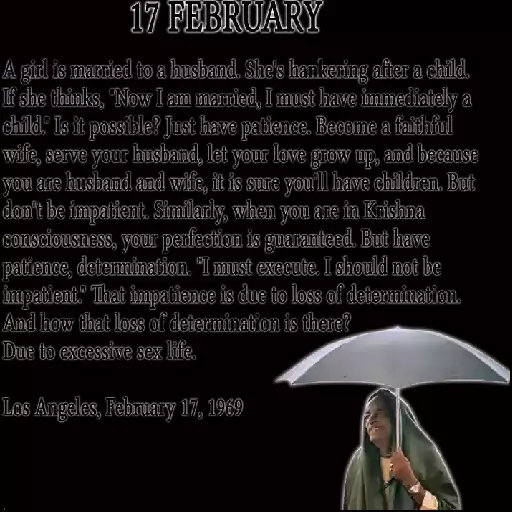 17 FEBRUARY
A girl is married to a husband. She's hankering after a child.
If she thinks, "Now I am married, I must have immediately a
child." Is it possible? Just have patience. Become a faithful
wife, serve your husband, let your love grow up, and because
you are husband and wife, it is sure you'll have children. But
don't be impatient. Similarly, when you are in Krishna
consciousness, your perfection is guaranteed. But have
patience, determination. "I must execute. I should not be
impatient." That impatience is due to loss of determination.
And how that loss of determination is there?
Due to excessive sex life.
Los Angeles, February 17, 1969